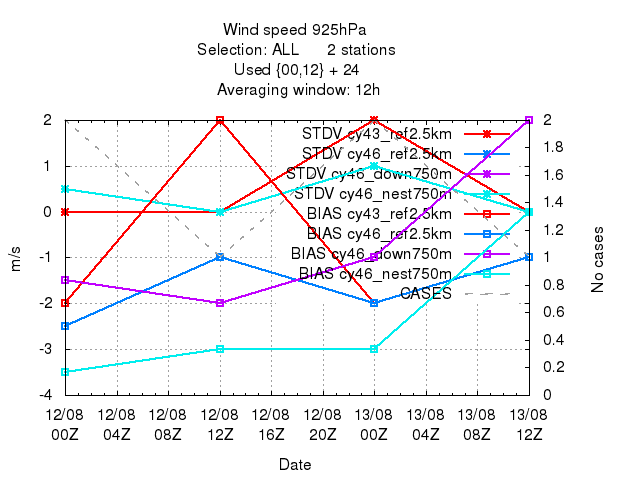 Wind speed 925hPa
Selection: ALL 2 stations
Used {00,12} + 24
Averaging window: 12h
2
1
0
-1
-2
-3
-4
m/s
STDV cy43_ref2.5km
STDV cy46_ref2.5km
STDV cy46_down750m
STDV cy46_nest750m
BIAS cy43_ref2.5km
BIAS cy46_ref2.5km
BIAS cy46_down750m
BIAS cy46_nest750m
CASES
2
1.8
1.6
1.4
1.2
1
0.8
0.6
0.4
0.2
0
No cases
12/08 12/08 12/08 12/08 12/08 12/08 13/08 13/08 13/08 13/08
00Z 04Z 08Z 12Z 16Z 20Z 00Z 04Z 08Z 12Z
Date